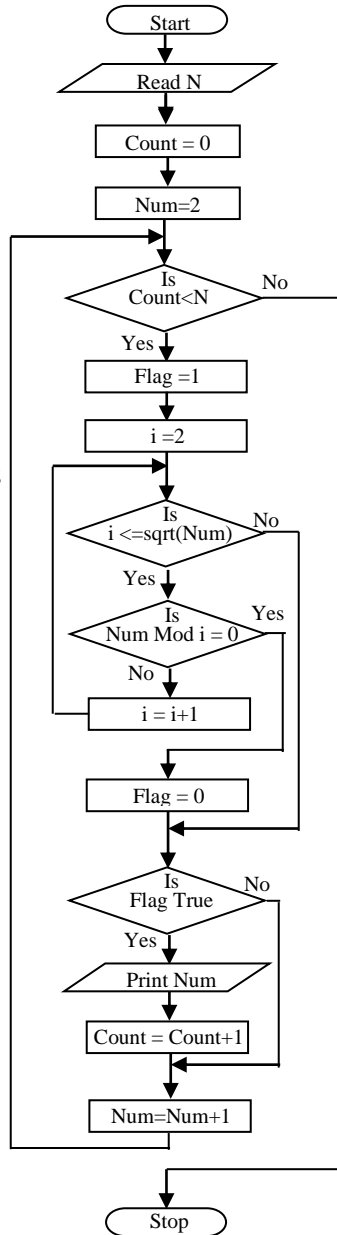 Start
Read N
Count = 0
Num=2
Is
Count<N
No
Yes
Flag =1
i =2
Is
i <=sqrt(Num)
No
Yes
Is
Num Mod i = 0
Yes
No
i = i+1
Flag = 0
Is
Flag True
No
Yes
Print Num
Count = Count+1
Num=Num+1
Stop